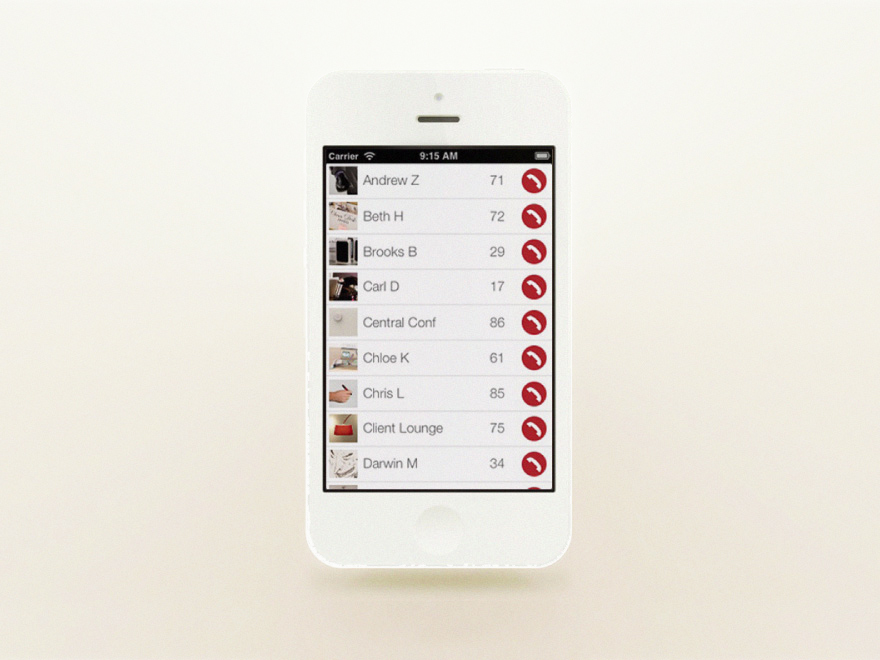 Carrier 9:15 AM
Andrew Z 71
Beth H 72
Brooks B 29
Carl D 17
Central Conf 86
Chloe K 61
Chris L 85
Client Lounge 75
Darwin M 34